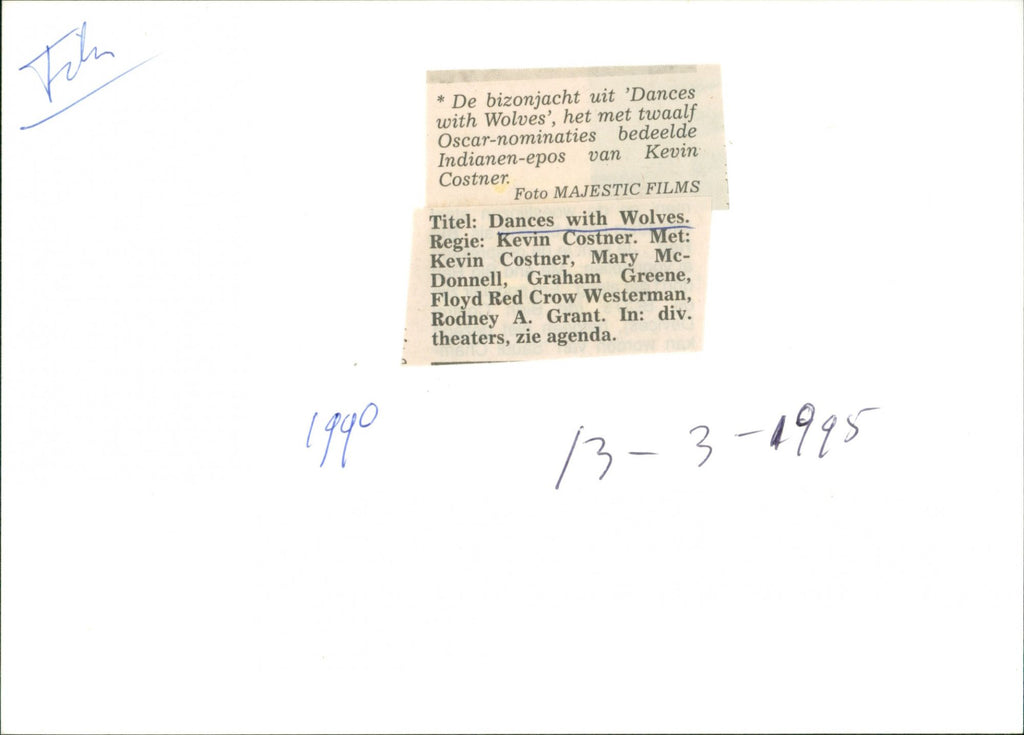 Film
* De bizonjacht uit 'Dances
with Wolves', het met twaalf
Oscar-nominaties bedeelde
Indianen-epos van Kevin
Costner.
Foto MAJESTIC FILMS
Titel: Dances with Wolves.
Regie: Kevin Costner. Met:
Kevin Costner, Mary Mc-
Donnell, Graham Greene,
Floyd Red Crow Westerman,
Rodney A. Grant. In: div.
theaters, zie agenda.
1990
13-3-1995